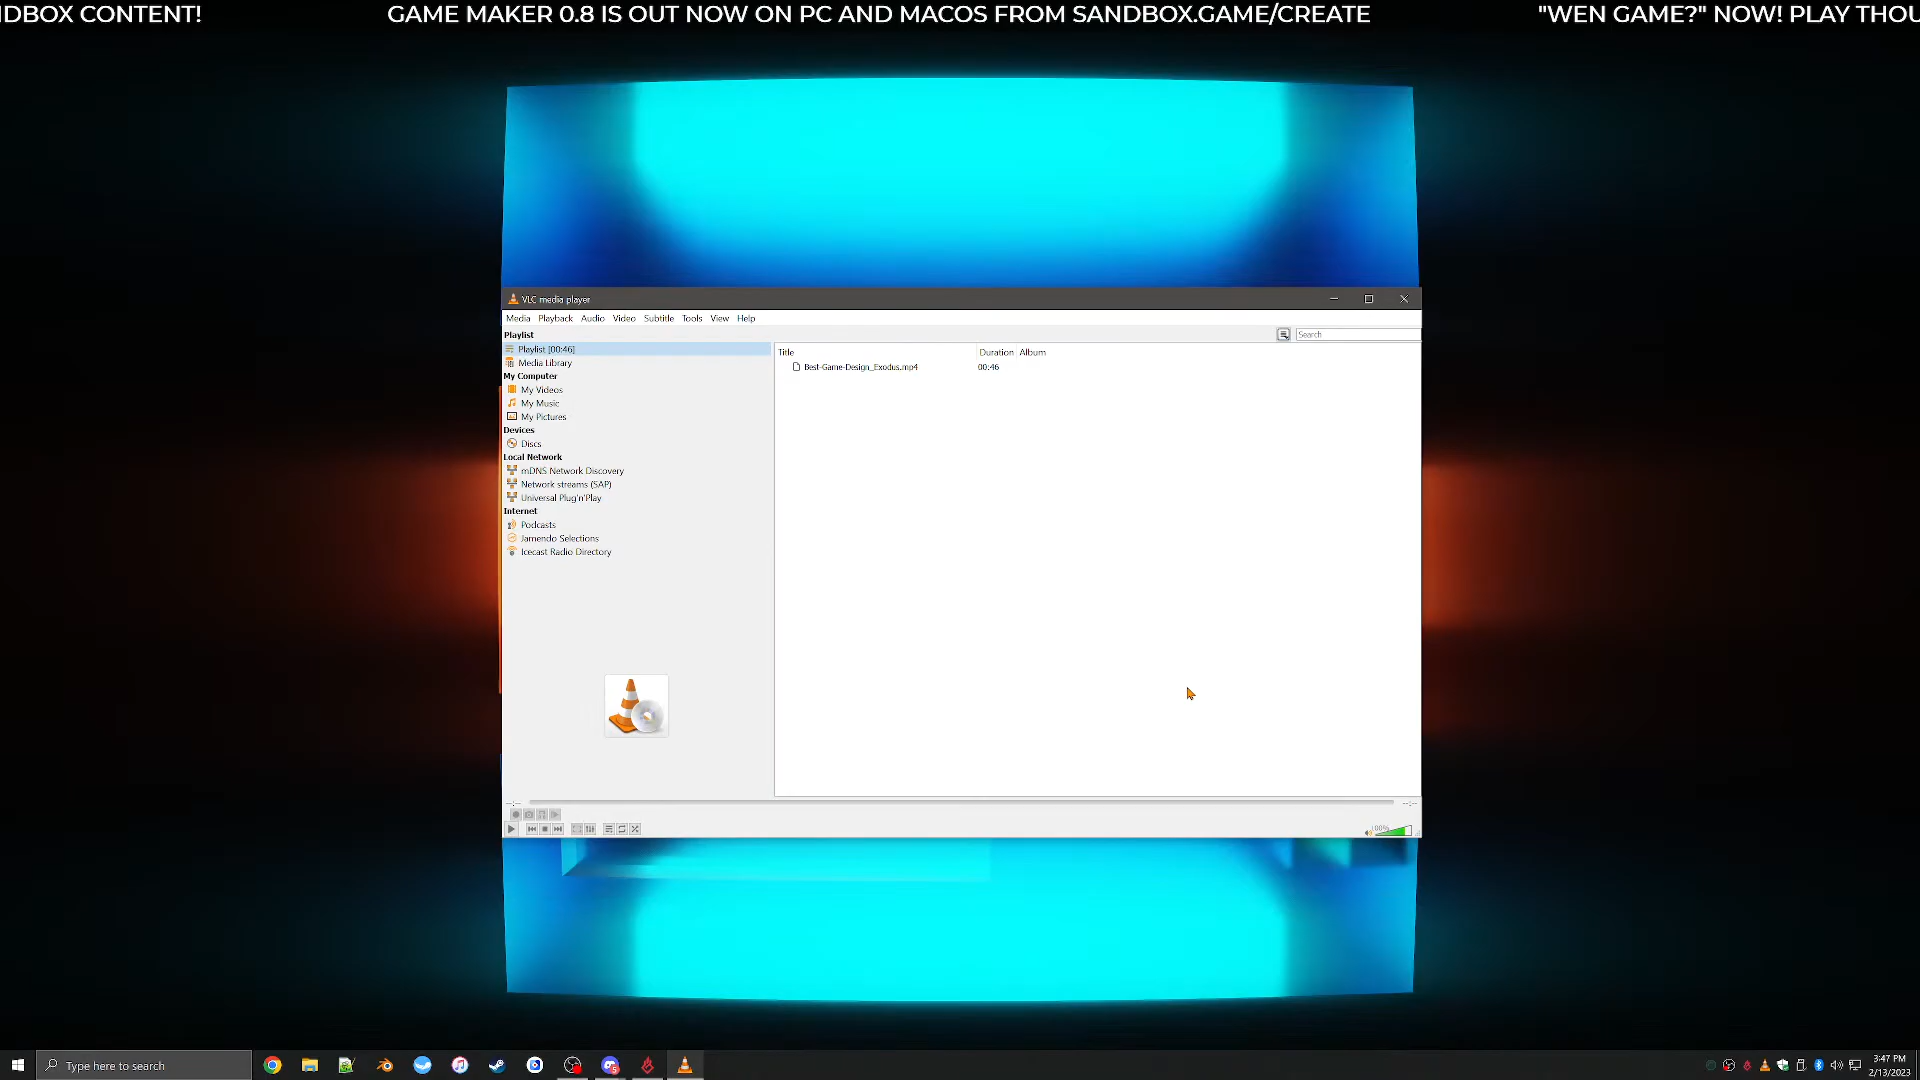 NDBOX CONTENT! GAME MAKER 0.8 IS OUT NOW ON PC AND MACOS FROM SANDBOX.GAME/CREATE "WEN GAME?" NOW! PLAY THOU
VLC media player
Media Playback Audio Video Subtitle Tools View Help
Playlist
Search
Playlist [00:46]
Title Duration Album
Media Library
Best-Game-Design_Exodus.mp4 00:46
My Computer
My Videos
My Music
My Pictures
Devices
Discs
Local Network
mDNS Network Discovery
Network streams (SAP)
Universal Plug'n'Play
Internet
Podcasts
Jamendo Selections
Icecast Radio Directory
--:-- --:--
100%
Type here to search
3:47 PM
2/13/2023